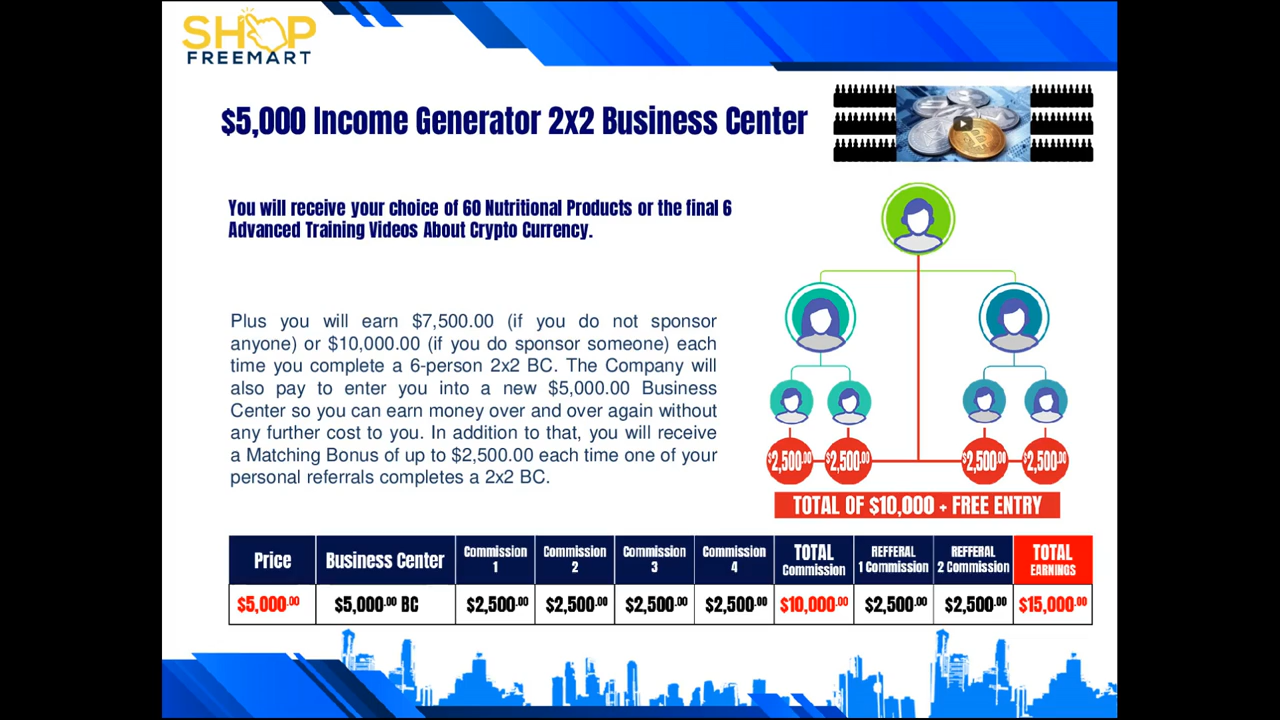 SHOP
FREEMART
$5,000 Income Generator 2x2 Business Center
You will receive your choice of 60 Nutritional Products or the final 6
Advanced Training Videos About Crypto Currency.
Plus you will earn $7,500.00 (if you do not sponsor
anyone) or $10,000.00 (if you do sponsor someone) each
time you complete a 6-person 2x2 BC. The Company will
also pay to enter you into a new $5,000.00 Business
Center so you can earn money over and over again without
any further cost to you. In addition to that, you will receive
a Matching Bonus of up to $2,500.00 each time one of your
personal referrals completes a 2x2 BC.
$2,500.00 $2,500.00 $2,500.00 $2,500.00
TOTAL OF $10,000 + FREE ENTRY
Price Business Center Commission 1 Commission 2 Commission 3 Commission 4 TOTAL Commission REFFERAL 1 Commission REFFERAL 2 Commission TOTAL EARNINGS
$5,000.00 $5,000.00 BC $2,500.00 $2,500.00 $2,500.00 $2,500.00 $10,000.00 $2,500.00 $2,500.00 $15,000.00